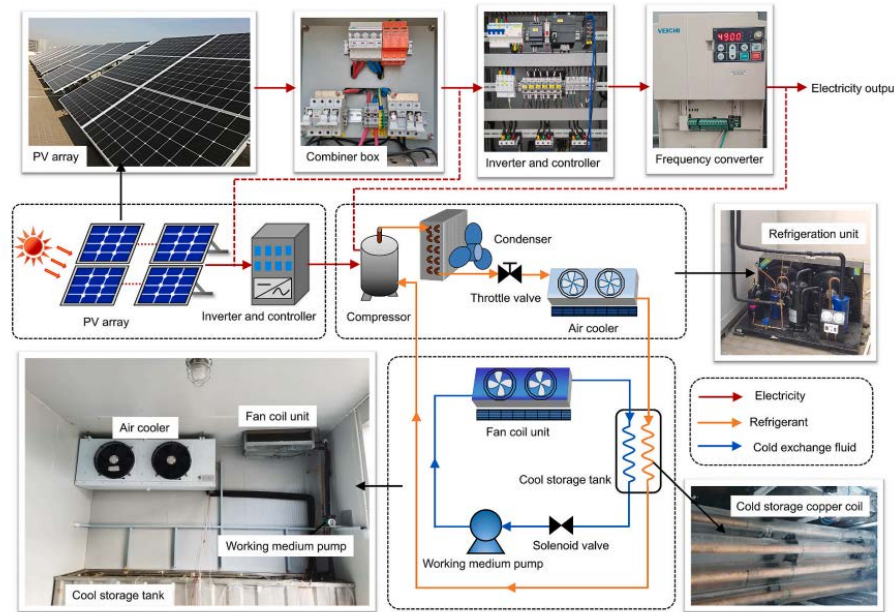 VEICHI
4900
Electricity outpu
PV array
Combiner box
Inverter and controller
Frequency converter
Refrigeration unit
Condenser
Throttle valve
PV array
Inverter and controller
Compressor
Air cooler
Electricity
Refrigerant
Cold exchange fluid
Air cooler
Fan coil unit
Fan coil unit
Cool storage tank
Cold storage copper coil
Working medium pump
Solenoid valve
Working medium pump
Cool storage tank